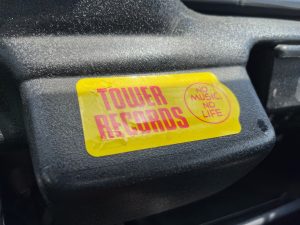 TOWER
RECORDS
NO
MUSIC,
NO
LIFE